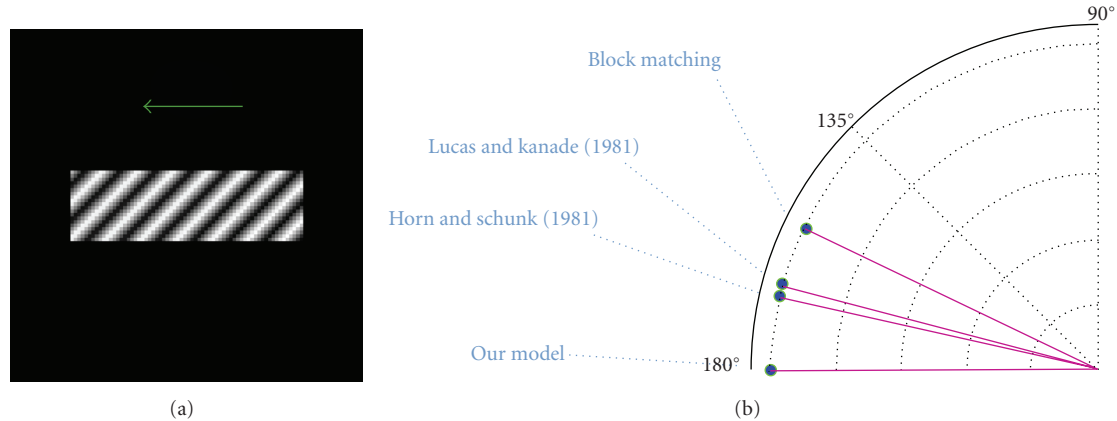 90°
Block matching
135°
Lucas and kanade (1981)
Horn and schunk (1981)
Our model
180°
(a)
(b)